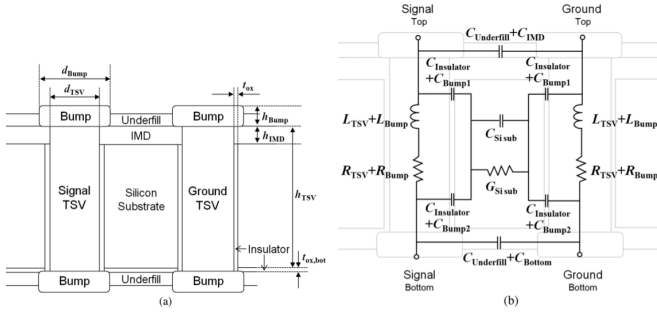 d_Bump
d_TSV
t_ox
Bump
Underfill
Bump
h_Bump
IMD
h_IMD
Signal
TSV
Silicon
Substrate
Ground
TSV
h_TSV
Insulator
t_ox,bot
Bump
Underfill
Bump
(a)
Signal
Top
Ground
Top
C_Underfill+C_IMD
C_Insulator
+C_Bump1
C_Insulator
+C_Bump1
L_TSV+L_Bump
C_Si sub
L_TSV+L_Bump
R_TSV+R_Bump
G_Si sub
R_TSV+R_Bump
C_Insulator
+C_Bump2
C_Insulator
+C_Bump2
C_Underfill+C_Bottom
Signal
Bottom
Ground
Bottom
(b)